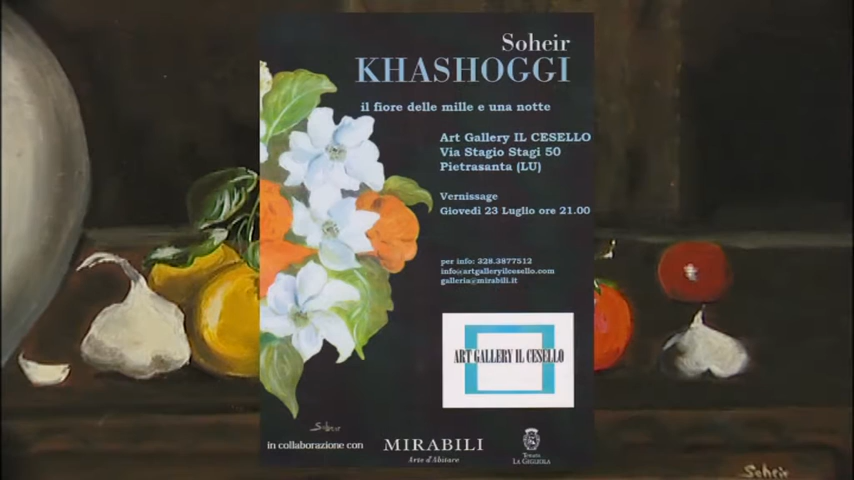 Soheir
KHASHOGGI
il fiore delle mille e una notte
Art Gallery IL CESELLO
Via Stagio Stagi 50
Pietrasanta (LU)
Vernissage
Giovedì 23 Luglio ore 21.00
per info: 328.3877512
info@artgalleryilcesello.com
galleria@mirabili.it
ART GALLERY IL CESELLO
Soheir
in collaborazione con
MIRABILI
Arte d'Abitare
Tenuta
LA GIGLIOLA
Soheir